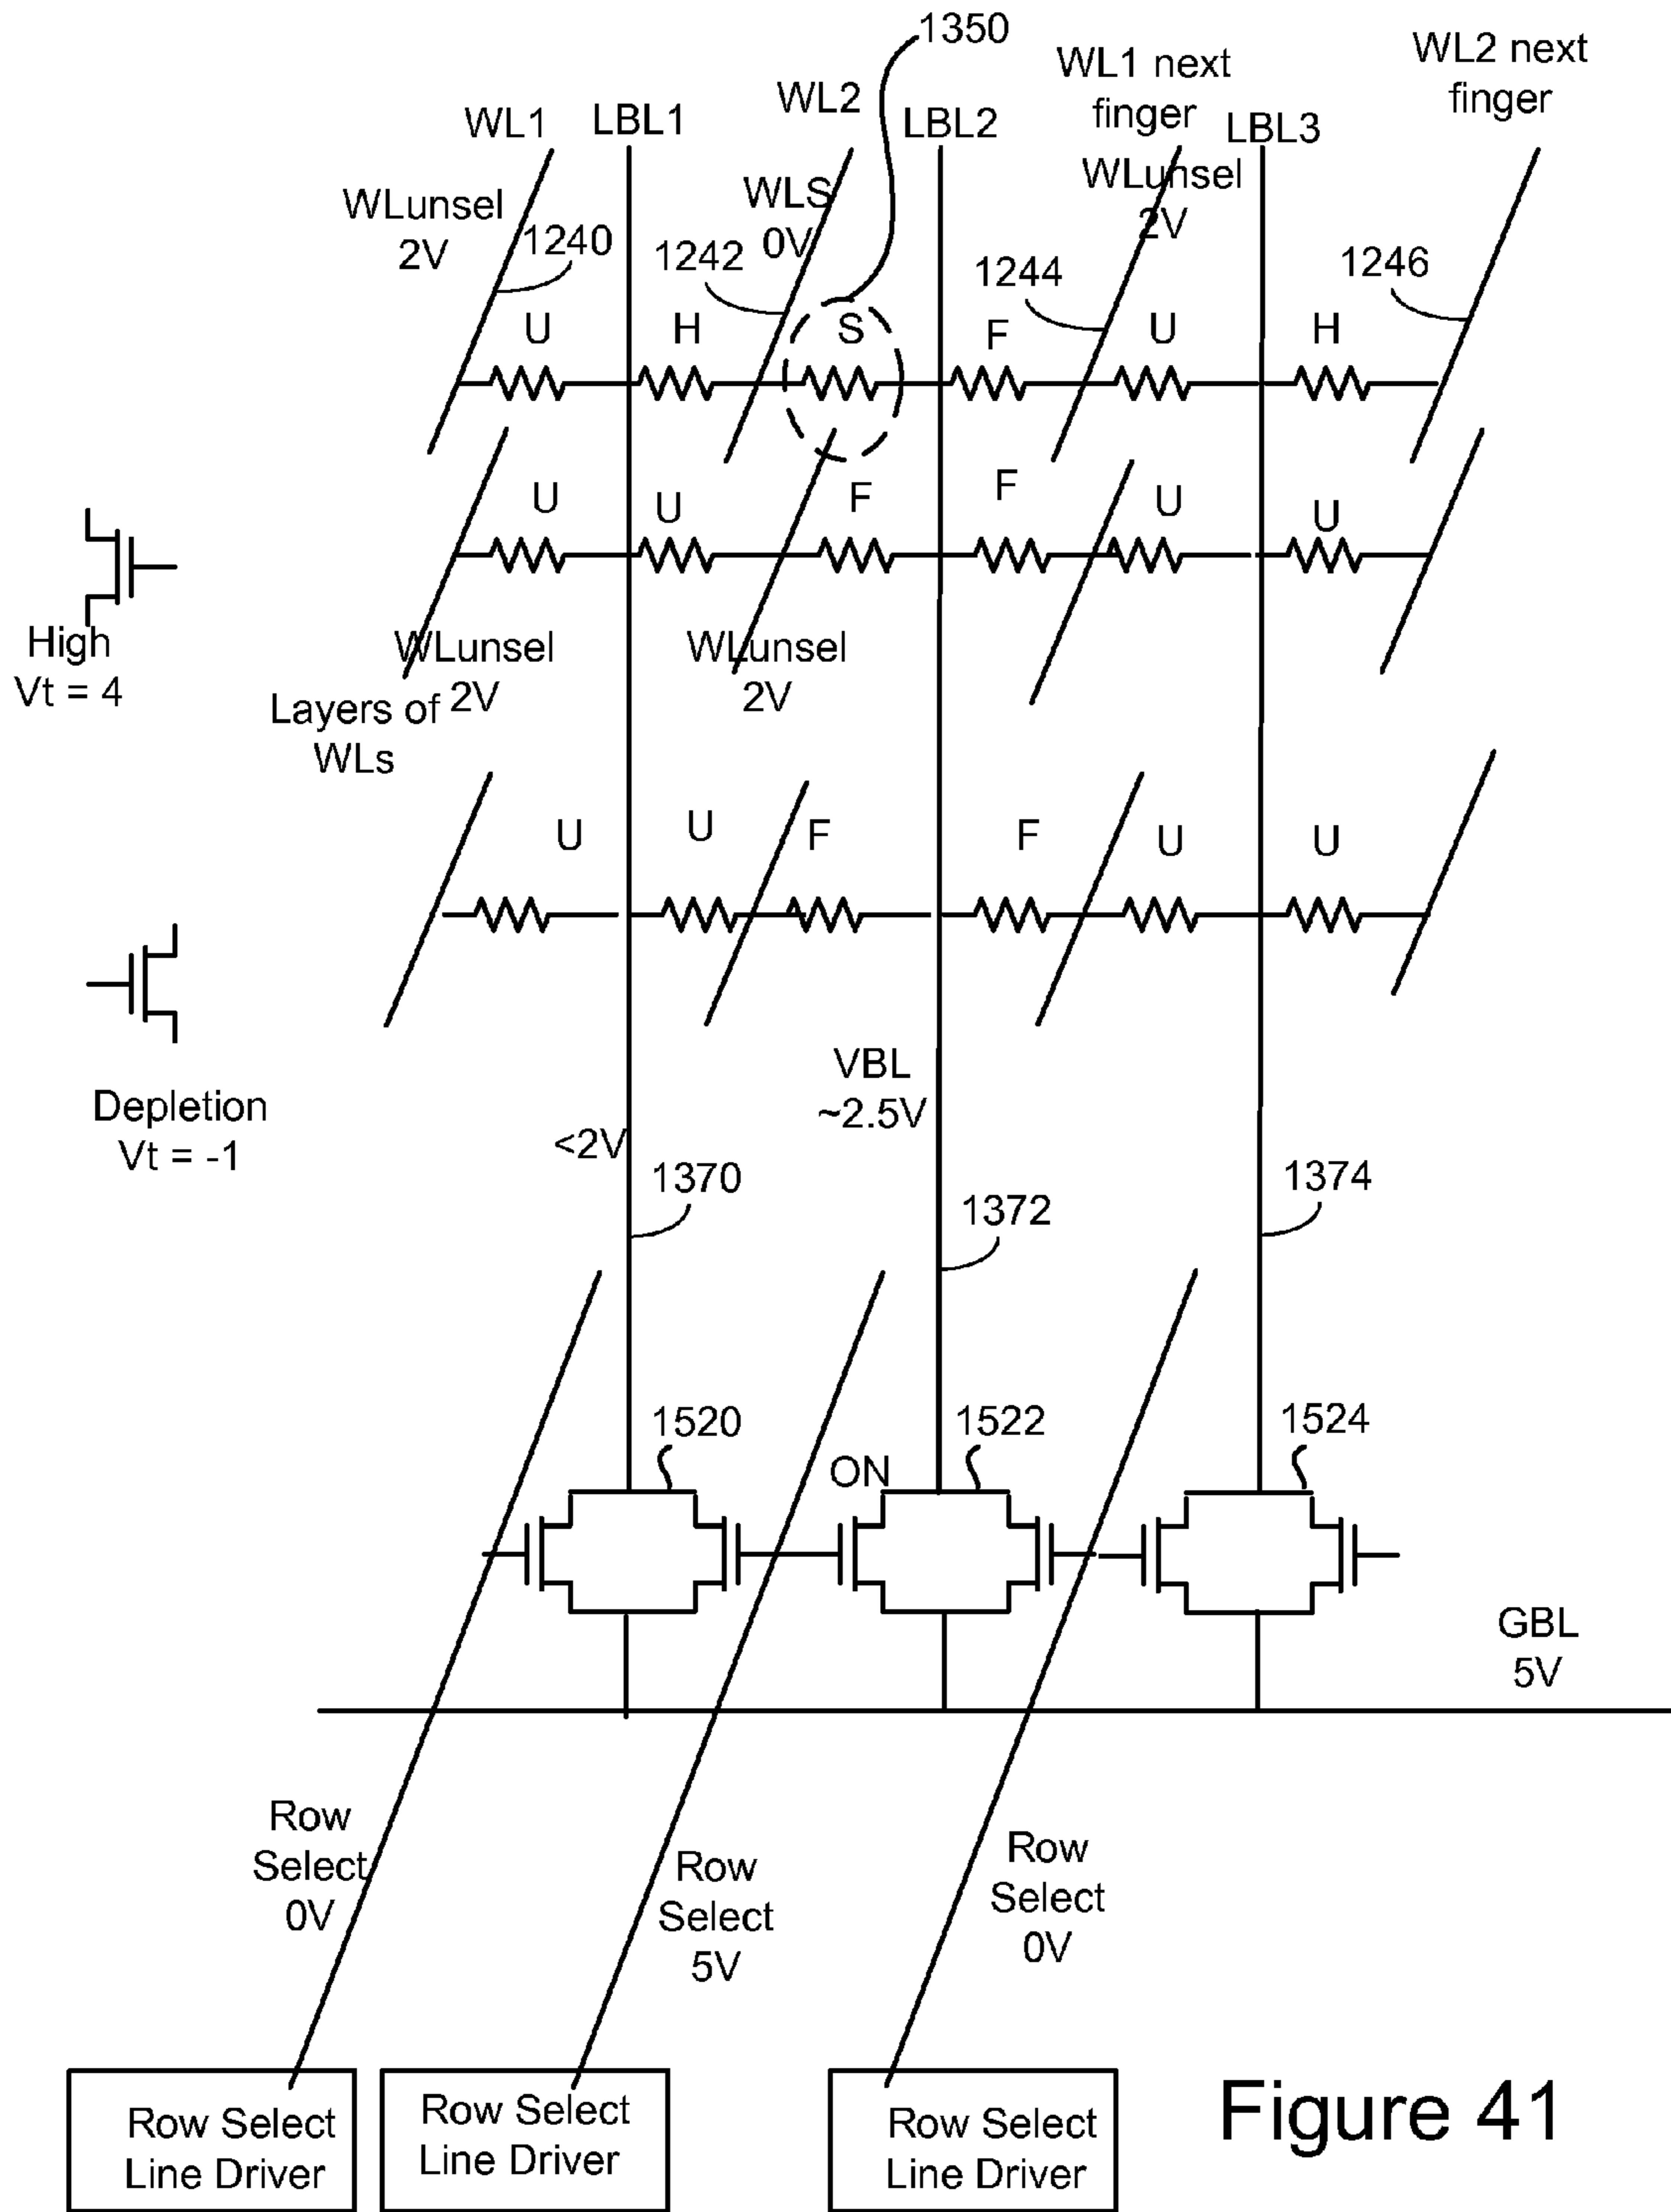 1350
WL1 next
finger
WL2 next
finger
WL1
LBL1
WL2
LBL2
LBL3
WLunsel
2V
WLS
0V
WLunsel
2V
1240
1242
1244
1246
U
H
S
F
U
H
U
U
F
F
U
U
High
Vt = 4
WLunsel
2V
WLunsel
2V
Layers of
WLs
U
U
F
F
U
U
Depletion
Vt = -1
VBL
~2.5V
<2V
1370
1372
1374
1520
1522
1524
ON
GBL
5V
Row
Select
0V
Row
Select
5V
Row
Select
0V
Row Select
Line Driver
Row Select
Line Driver
Row Select
Line Driver
Figure 41